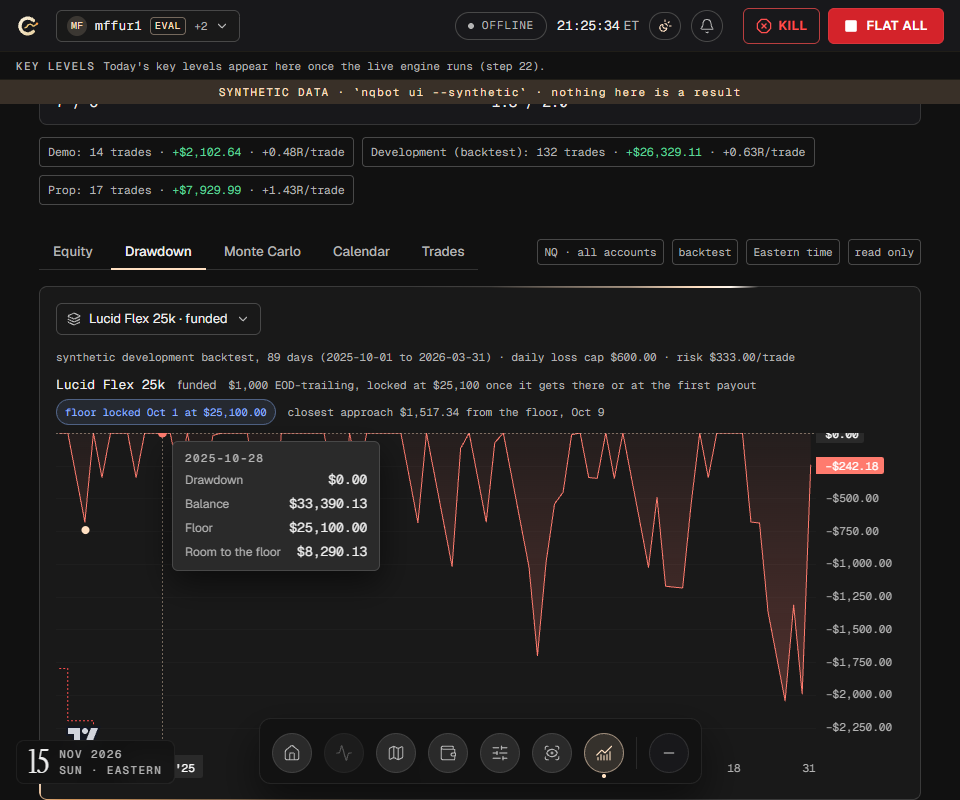 MF mffur1 EVAL +2
OFFLINE
21:25:34 ET
KILL
FLAT ALL
KEY LEVELS Today's key levels appear here once the live engine runs (step 22).
SYNTHETIC DATA · `nqbot ui --synthetic` · nothing here is a result
Demo: 14 trades · +$2,102.64 · +0.48R/trade
Development (backtest): 132 trades · +$26,329.11 · +0.63R/trade
Prop: 17 trades · +$7,929.99 · +1.43R/trade
Equity Drawdown Monte Carlo Calendar Trades
NQ · all accounts backtest Eastern time read only
Lucid Flex 25k · funded
synthetic development backtest, 89 days (2025-10-01 to 2026-03-31) · daily loss cap $600.00 · risk $333.00/trade
Lucid Flex 25k funded $1,000 EOD-trailing, locked at $25,100 once it gets there or at the first payout
floor locked Oct 1 at $25,100.00 closest approach $1,517.34 from the floor, Oct 9
$0.00
−$242.18
−$500.00
−$750.00
−$1,000.00
−$1,250.00
−$1,500.00
−$1,750.00
−$2,000.00
−$2,250.00
2025-10-28
Drawdown $0.00
Balance $33,390.13
Floor $25,100.00
Room to the floor $8,290.13
'25
18
31
15 NOV 2026
SUN · EASTERN